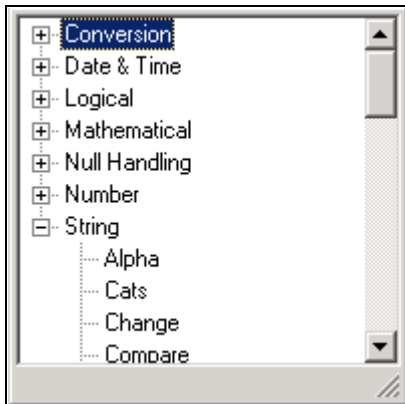 Conversion
Date & Time
Logical
Mathematical
Null Handling
Number
String
Alpha
Cats
Change
Compare